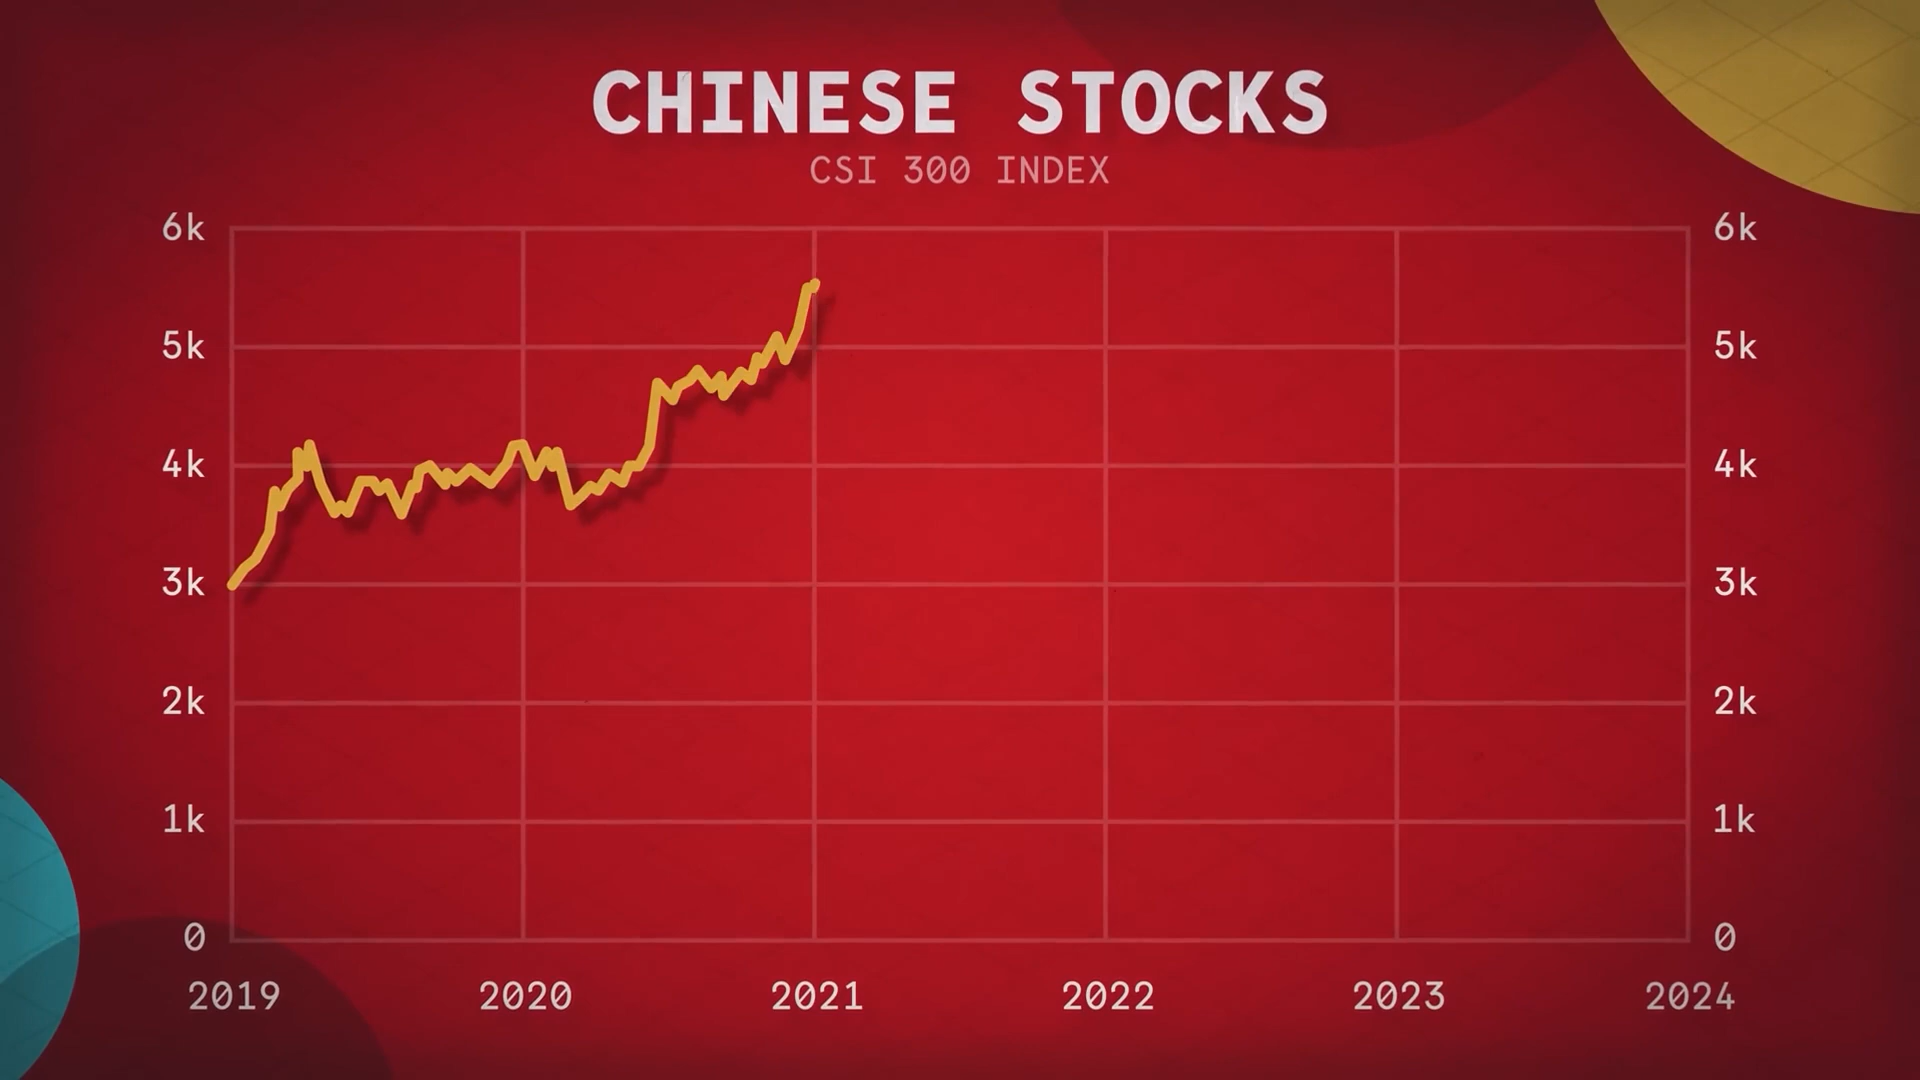 CHINESE STOCKS
CSI 300 INDEX
6k 6k
5k 5k
4k 4k
3k 3k
2k 2k
1k 1k
0 0
2019 2020 2021 2022 2023 2024